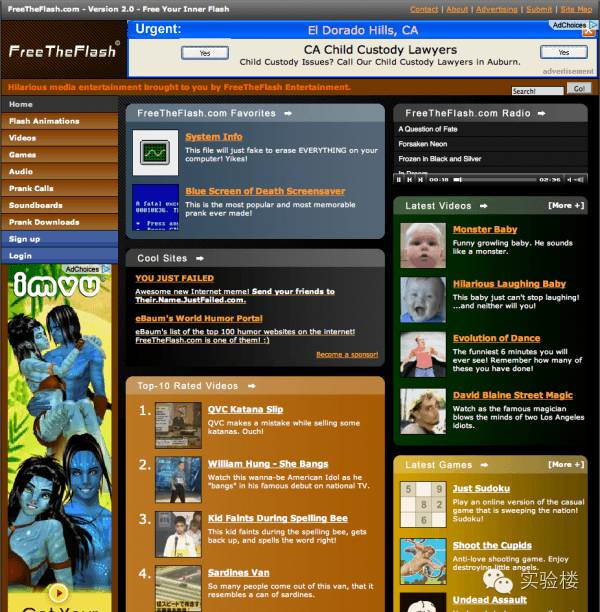 FreeTheFlash.com - Version 2.0 - Free Your Inner Flash
Contact | About | Advertising | Submit | Site Map
FreeTheFlash©
Urgent:
El Dorado Hills, CA
AdChoices
Yes
CA Child Custody Lawyers
Yes
Child Custody Issues? Call Our Child Custody Lawyers in Auburn.
advertisement
Hilarious media entertainment brought to you by FreeTheFlash Entertainment.
Search!
Go!
Home
Flash Animations
Videos
Games
Audio
Prank Calls
Soundboards
Prank Downloads
Sign up
Login
AdChoices
imvu
FreeTheFlash.com Favorites
System Info
This file will just fake to erase EVERYTHING on your
computer! Yikes!
A fatal exce
Blue Screen of Death Screensaver
This is the most popular and most memorable
prank ever made!
Cool Sites
YOU JUST FAILED
Awesome new Internet meme! Send your friends to
Their.Name.JustFailed.com.
eBaum's World Humor Portal
eBaum's list of the top 100 humor websites on the internet!
FreeTheFlash.com is one of them! :)
Become a sponsor!
Top-10 Rated Videos
1.
QVC Katana Slip
QVC makes a mistake while selling some
katanas. Ouch!
2.
William Hung - She Bangs
Watch this wanna-be American Idol as he
"bangs" in his famous debut on national TV.
3.
Kid Faints During Spelling Bee
This kid faints during the spelling bee, gets
back up, and spells the word right!
4.
Sardines Van
So many people come out of this van, that it
resembles a can of sardines.
FreeTheFlash.com Radio
A Question of Fate
Forsaken Neon
Frozen in Black and Silver
00:18
02:36
Latest Videos
[More +]
Monster Baby
Funny growling baby. He sounds
like a monster.
Hilarious Laughing Baby
This baby just can't stop laughing!
...and neither will you!
Evolution of Dance
The funniest 6 minutes you will
ever see! Remember how many of
these you have done!
David Blaine Street Magic
Watch as the famous magician
blows the minds of two Los Angeles
idiots.
Latest Games
[More +]
5 9
8 2
6
Just Sudoku
Play an online version of the casual
game that is sweeping the nation!
Sudoku!
Shoot the Cupids
Anti-love shooting game. Enjoy
destroying little angels.
Undead Assault
实验楼
Got Your